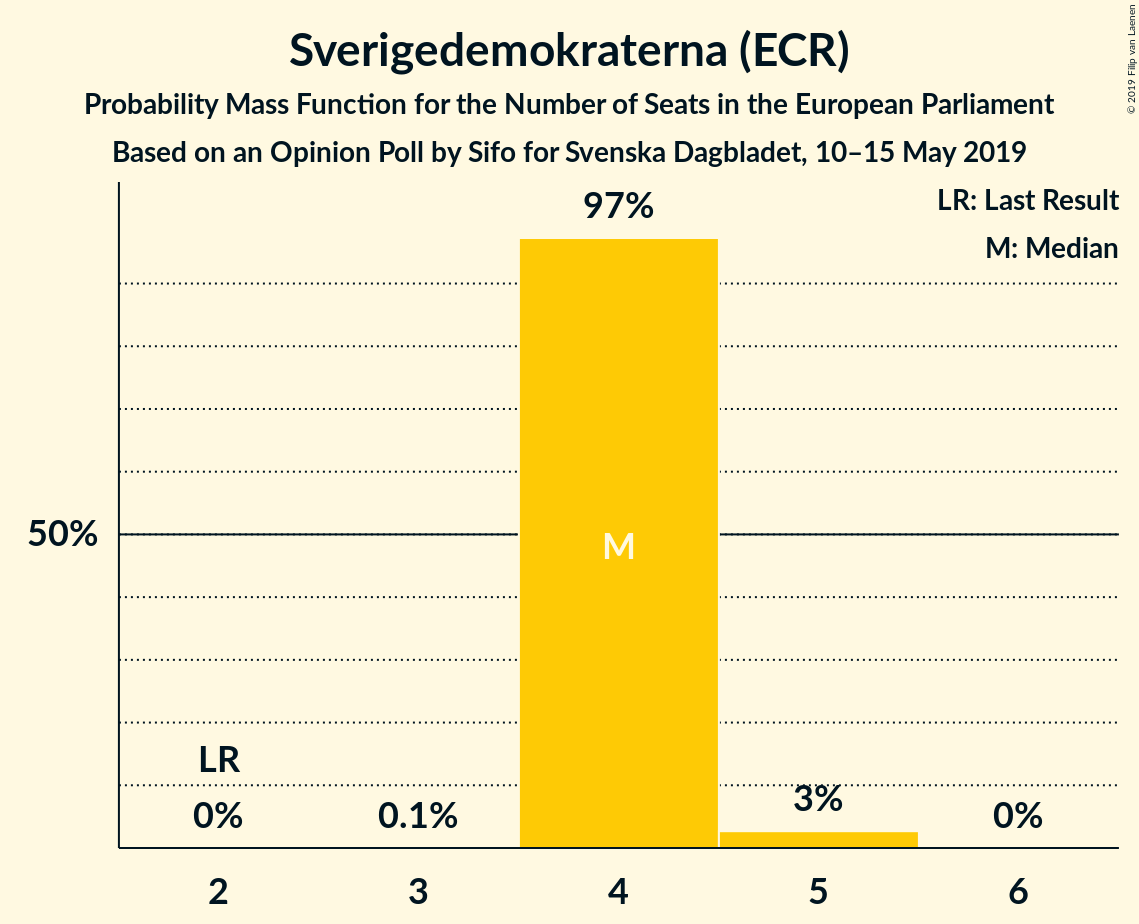 Sverigedemokraterna (ECR)
Probability Mass Function for the Number of Seats in the European Parliament
Based on an Opinion Poll by Sifo for Svenska Dagbladet, 10–15 May 2019
© 2019 Filip van Laenen
LR: Last Result
M: Median
97%
50%
M
LR
0%
0.1%
3%
0%
2
3
4
5
6